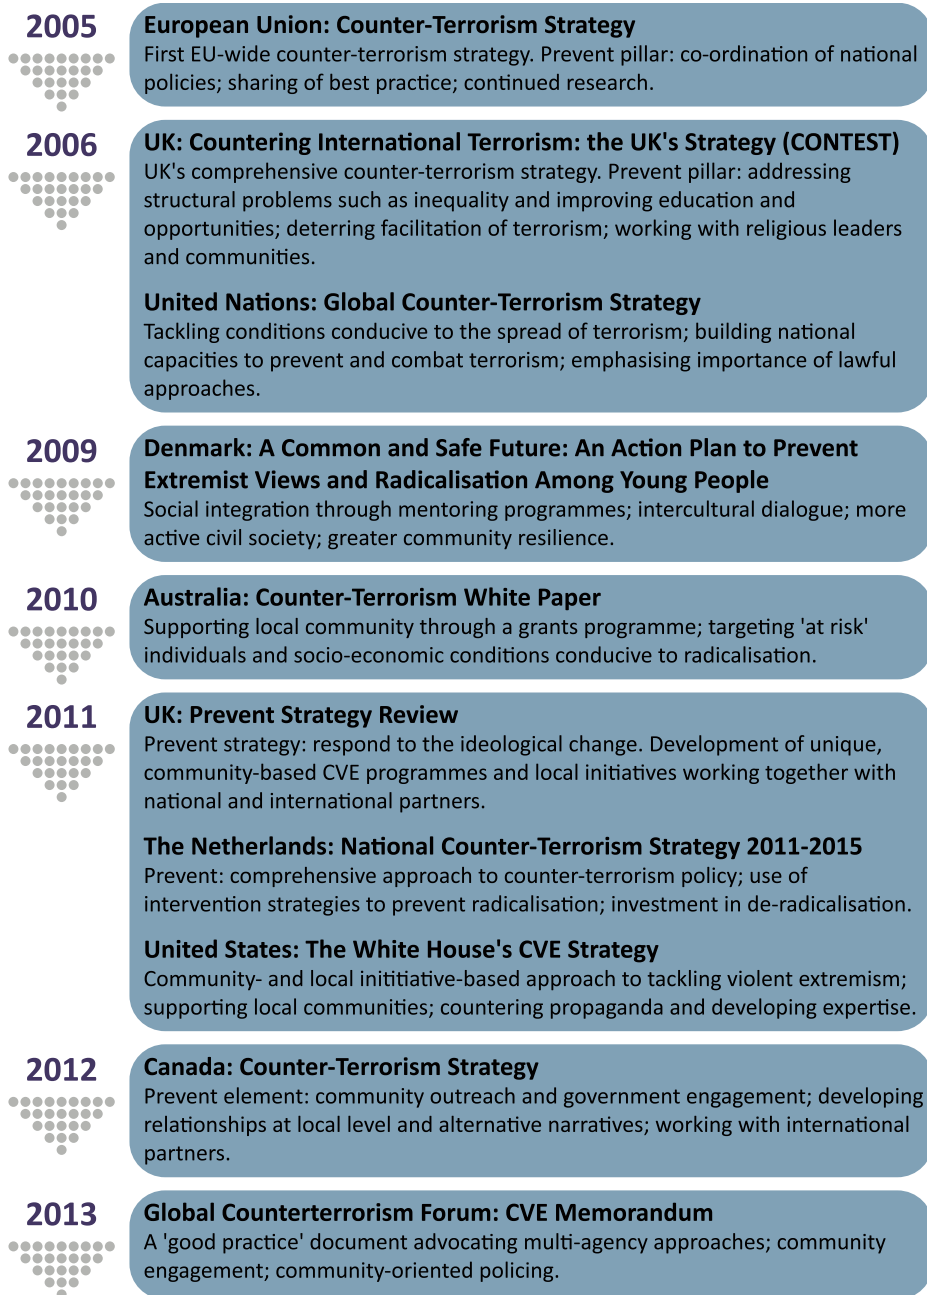 2005
European Union: Counter-Terrorism Strategy
First EU-wide counter-terrorism strategy. Prevent pillar: co-ordination of national
policies; sharing of best practice; continued research.
2006
UK: Countering International Terrorism: the UK's Strategy (CONTEST)
UK's comprehensive counter-terrorism strategy. Prevent pillar: addressing
structural problems such as inequality and improving education and
opportunities; deterring facilitation of terrorism; working with religious leaders
and communities.
United Nations: Global Counter-Terrorism Strategy
Tackling conditions conducive to the spread of terrorism; building national
capacities to prevent and combat terrorism; emphasising importance of lawful
approaches.
2009
Denmark: A Common and Safe Future: An Action Plan to Prevent
Extremist Views and Radicalisation Among Young People
Social integration through mentoring programmes; intercultural dialogue; more
active civil society; greater community resilience.
2010
Australia: Counter-Terrorism White Paper
Supporting local community through a grants programme; targeting 'at risk'
individuals and socio-economic conditions conducive to radicalisation.
2011
UK: Prevent Strategy Review
Prevent strategy: respond to the ideological change. Development of unique,
community-based CVE programmes and local initiatives working together with
national and international partners.
The Netherlands: National Counter-Terrorism Strategy 2011-2015
Prevent: comprehensive approach to counter-terrorism policy; use of
intervention strategies to prevent radicalisation; investment in de-radicalisation.
United States: The White House's CVE Strategy
Community- and local inititiative-based approach to tackling violent extremism;
supporting local communities; countering propaganda and developing expertise.
2012
Canada: Counter-Terrorism Strategy
Prevent element: community outreach and government engagement; developing
relationships at local level and alternative narratives; working with international
partners.
2013
Global Counterterrorism Forum: CVE Memorandum
A 'good practice' document advocating multi-agency approaches; community
engagement; community-oriented policing.